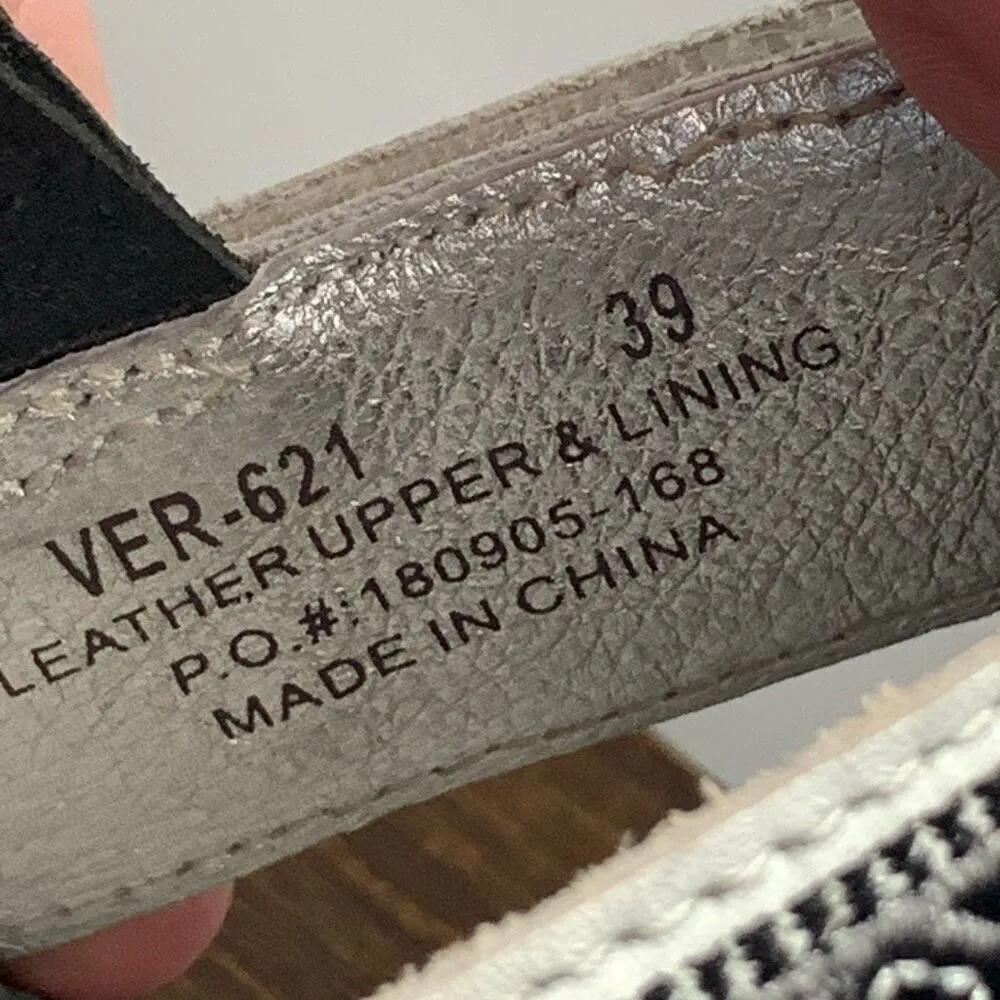 VER-621 39
LEATHER UPPER & LINING
P.O.#:180905-168
MADE IN CHINA